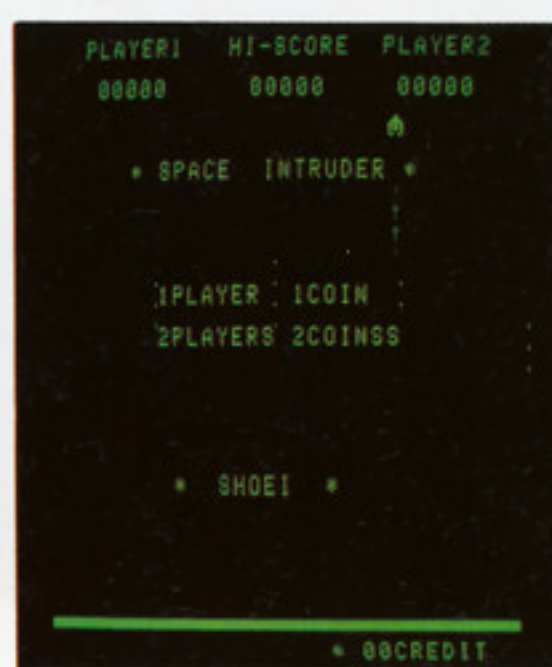 PLAYER1 HI-SCORE PLAYER2
00000 00000 00000
* SPACE INTRUDER *
1PLAYER 1COIN
2PLAYERS 2COINSS
* SHOEI *
* 00CREDIT